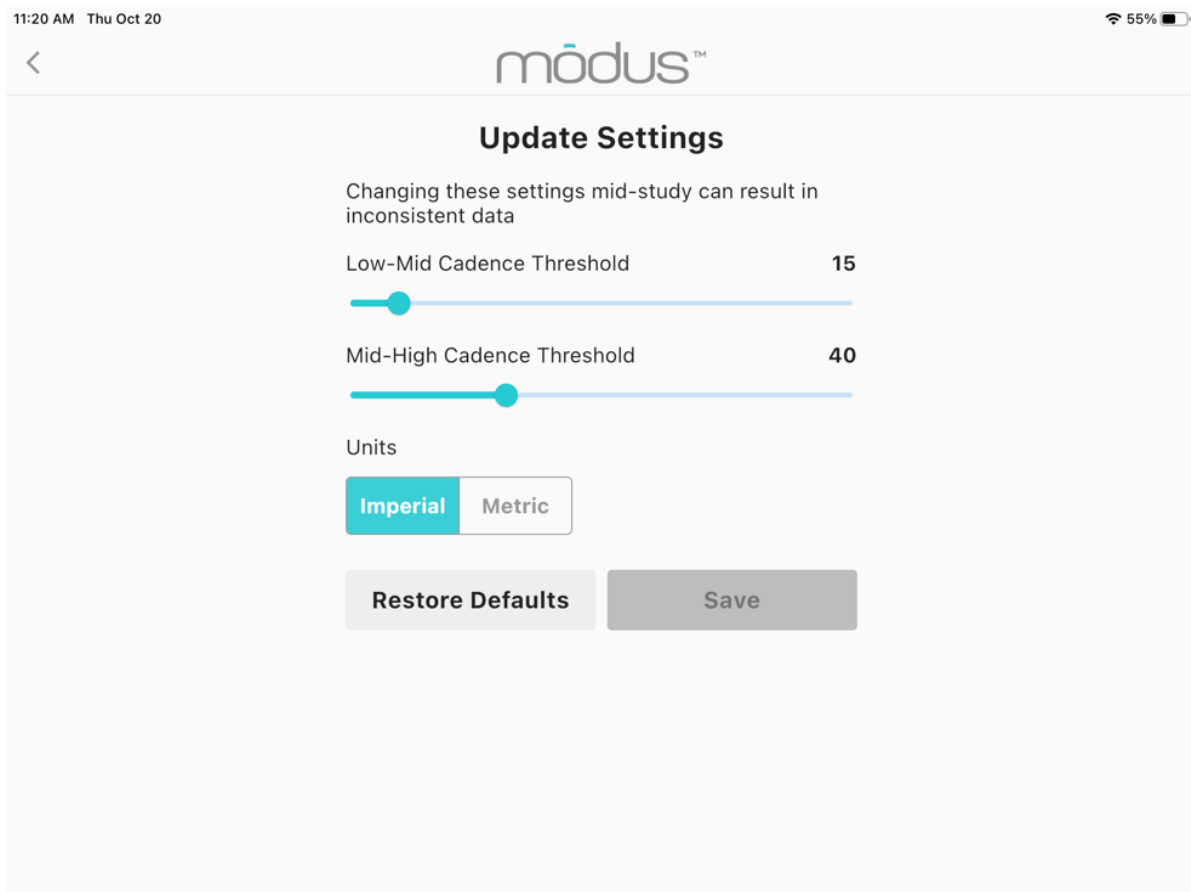 11:20 AM Thu Oct 20 55%
mōdus™
Update Settings
Changing these settings mid-study can result in
inconsistent data
Low-Mid Cadence Threshold 15
Mid-High Cadence Threshold 40
Units
Imperial Metric
Restore Defaults Save